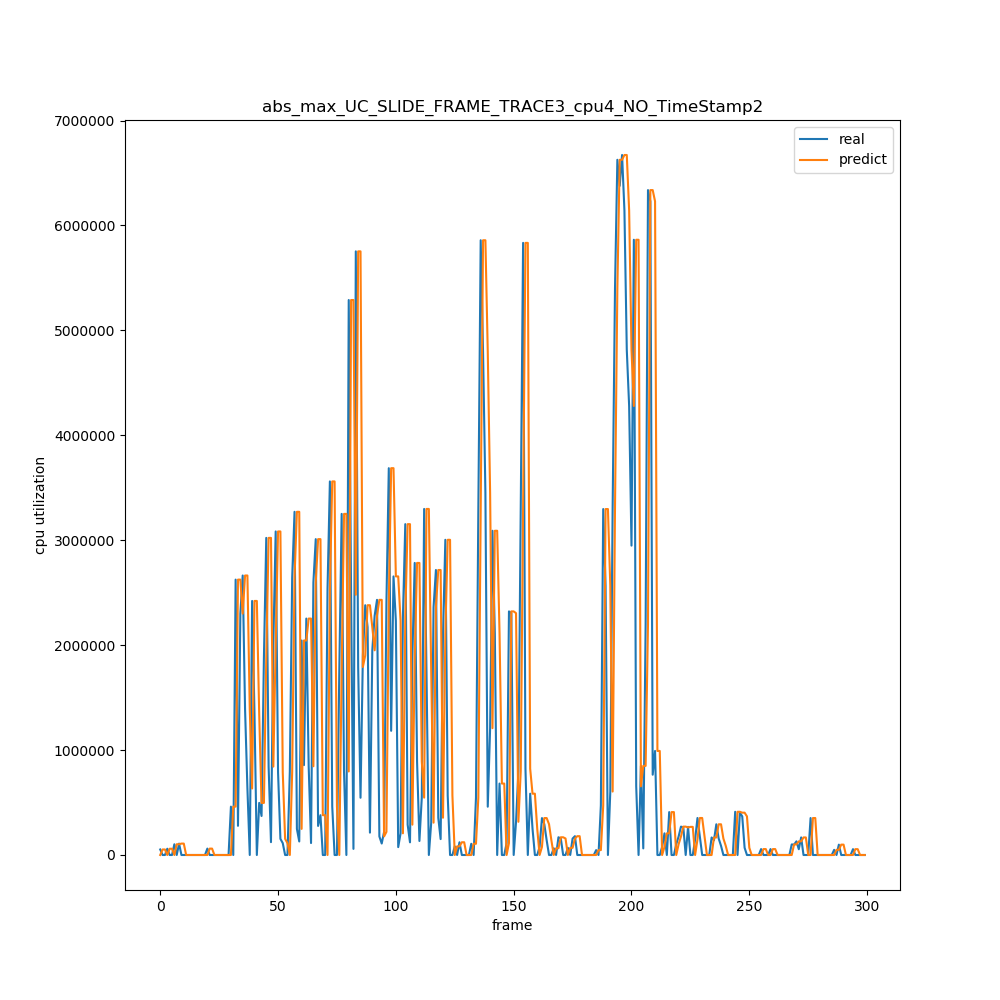 abs_max_UC_SLIDE_FRAME_TRACE3_cpu4_NO_TimeStamp2
real
predict
7000000
6000000
5000000
4000000
3000000
2000000
1000000
0
cpu utilization
0 50 100 150 200 250 300
frame